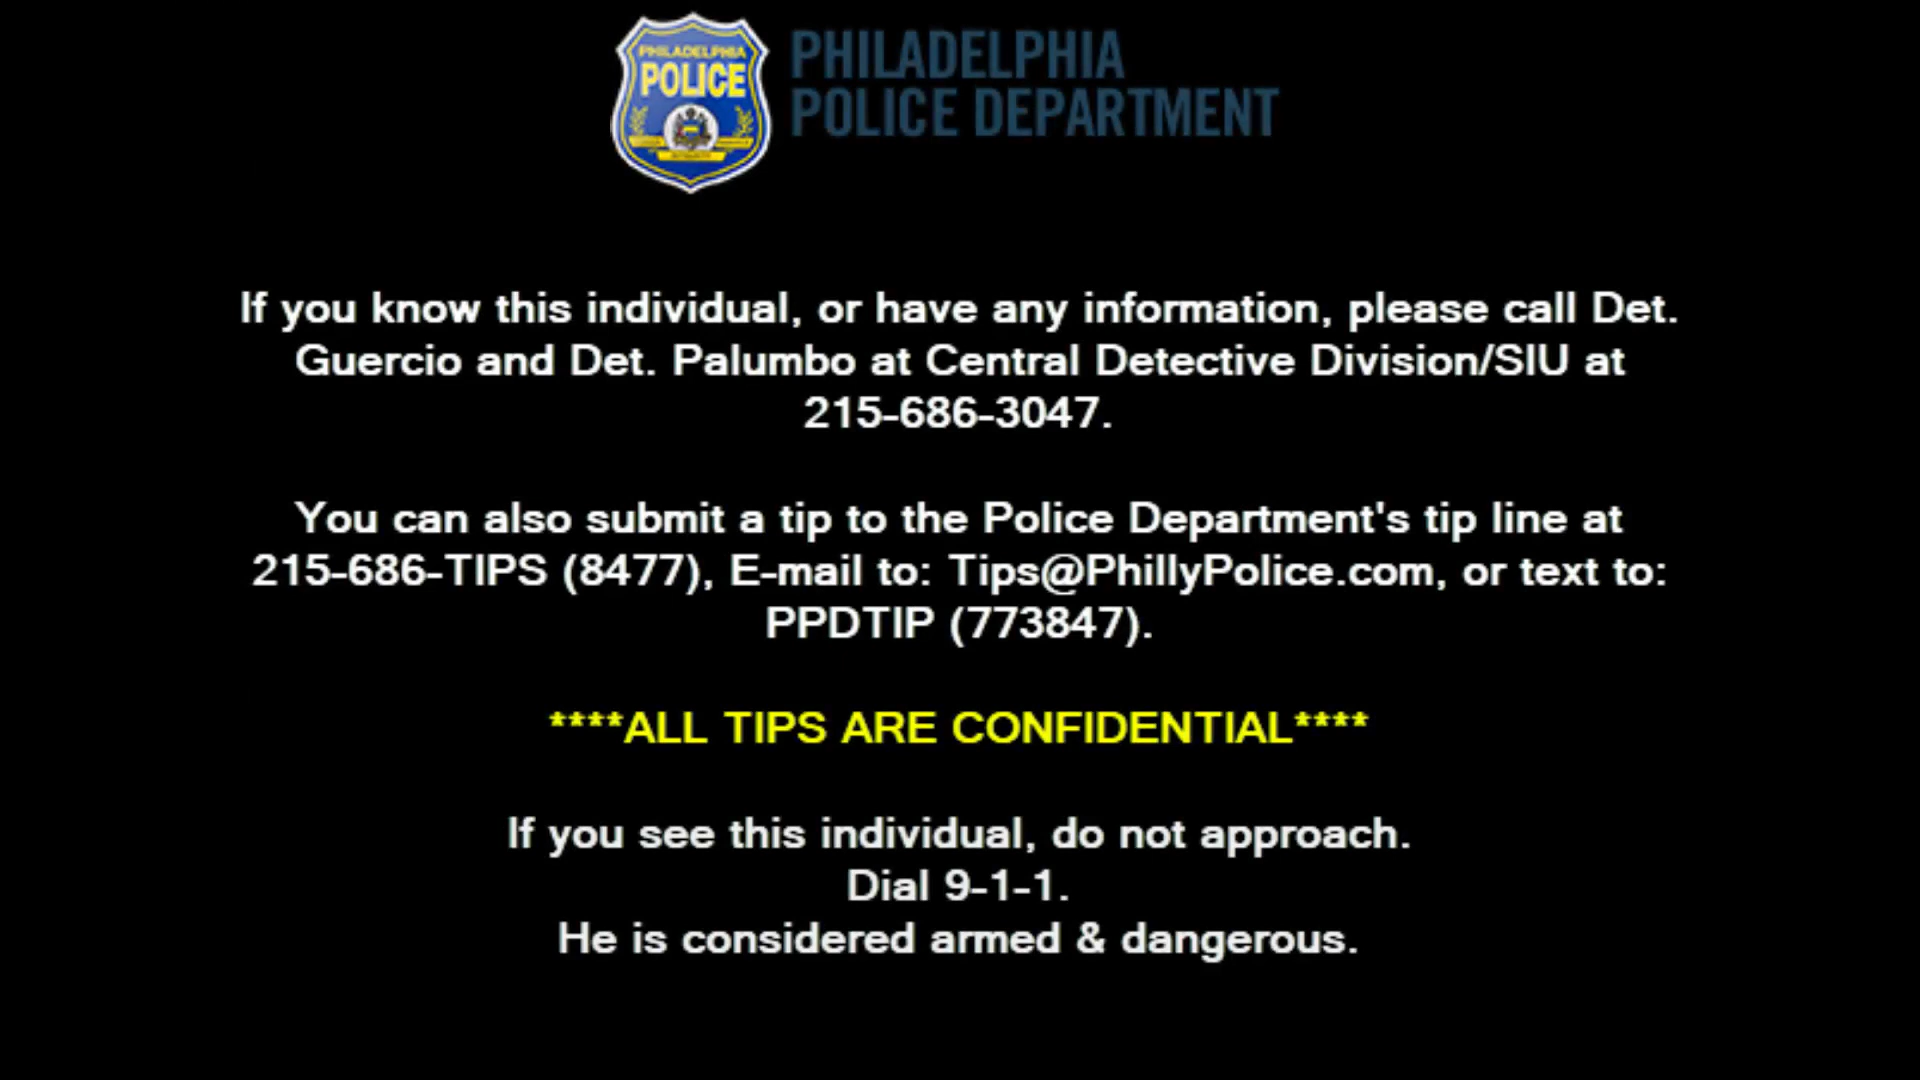 PHILADELPHIA
POLICE
PHILADELPHIA
POLICE DEPARTMENT
If you know this individual, or have any information, please call Det.
Guercio and Det. Palumbo at Central Detective Division/SIU at
215-686-3047.
You can also submit a tip to the Police Department's tip line at
215-686-TIPS (8477), E-mail to: Tips@PhillyPolice.com, or text to:
PPDTIP (773847).
****ALL TIPS ARE CONFIDENTIAL****
If you see this individual, do not approach.
Dial 9-1-1.
He is considered armed & dangerous.